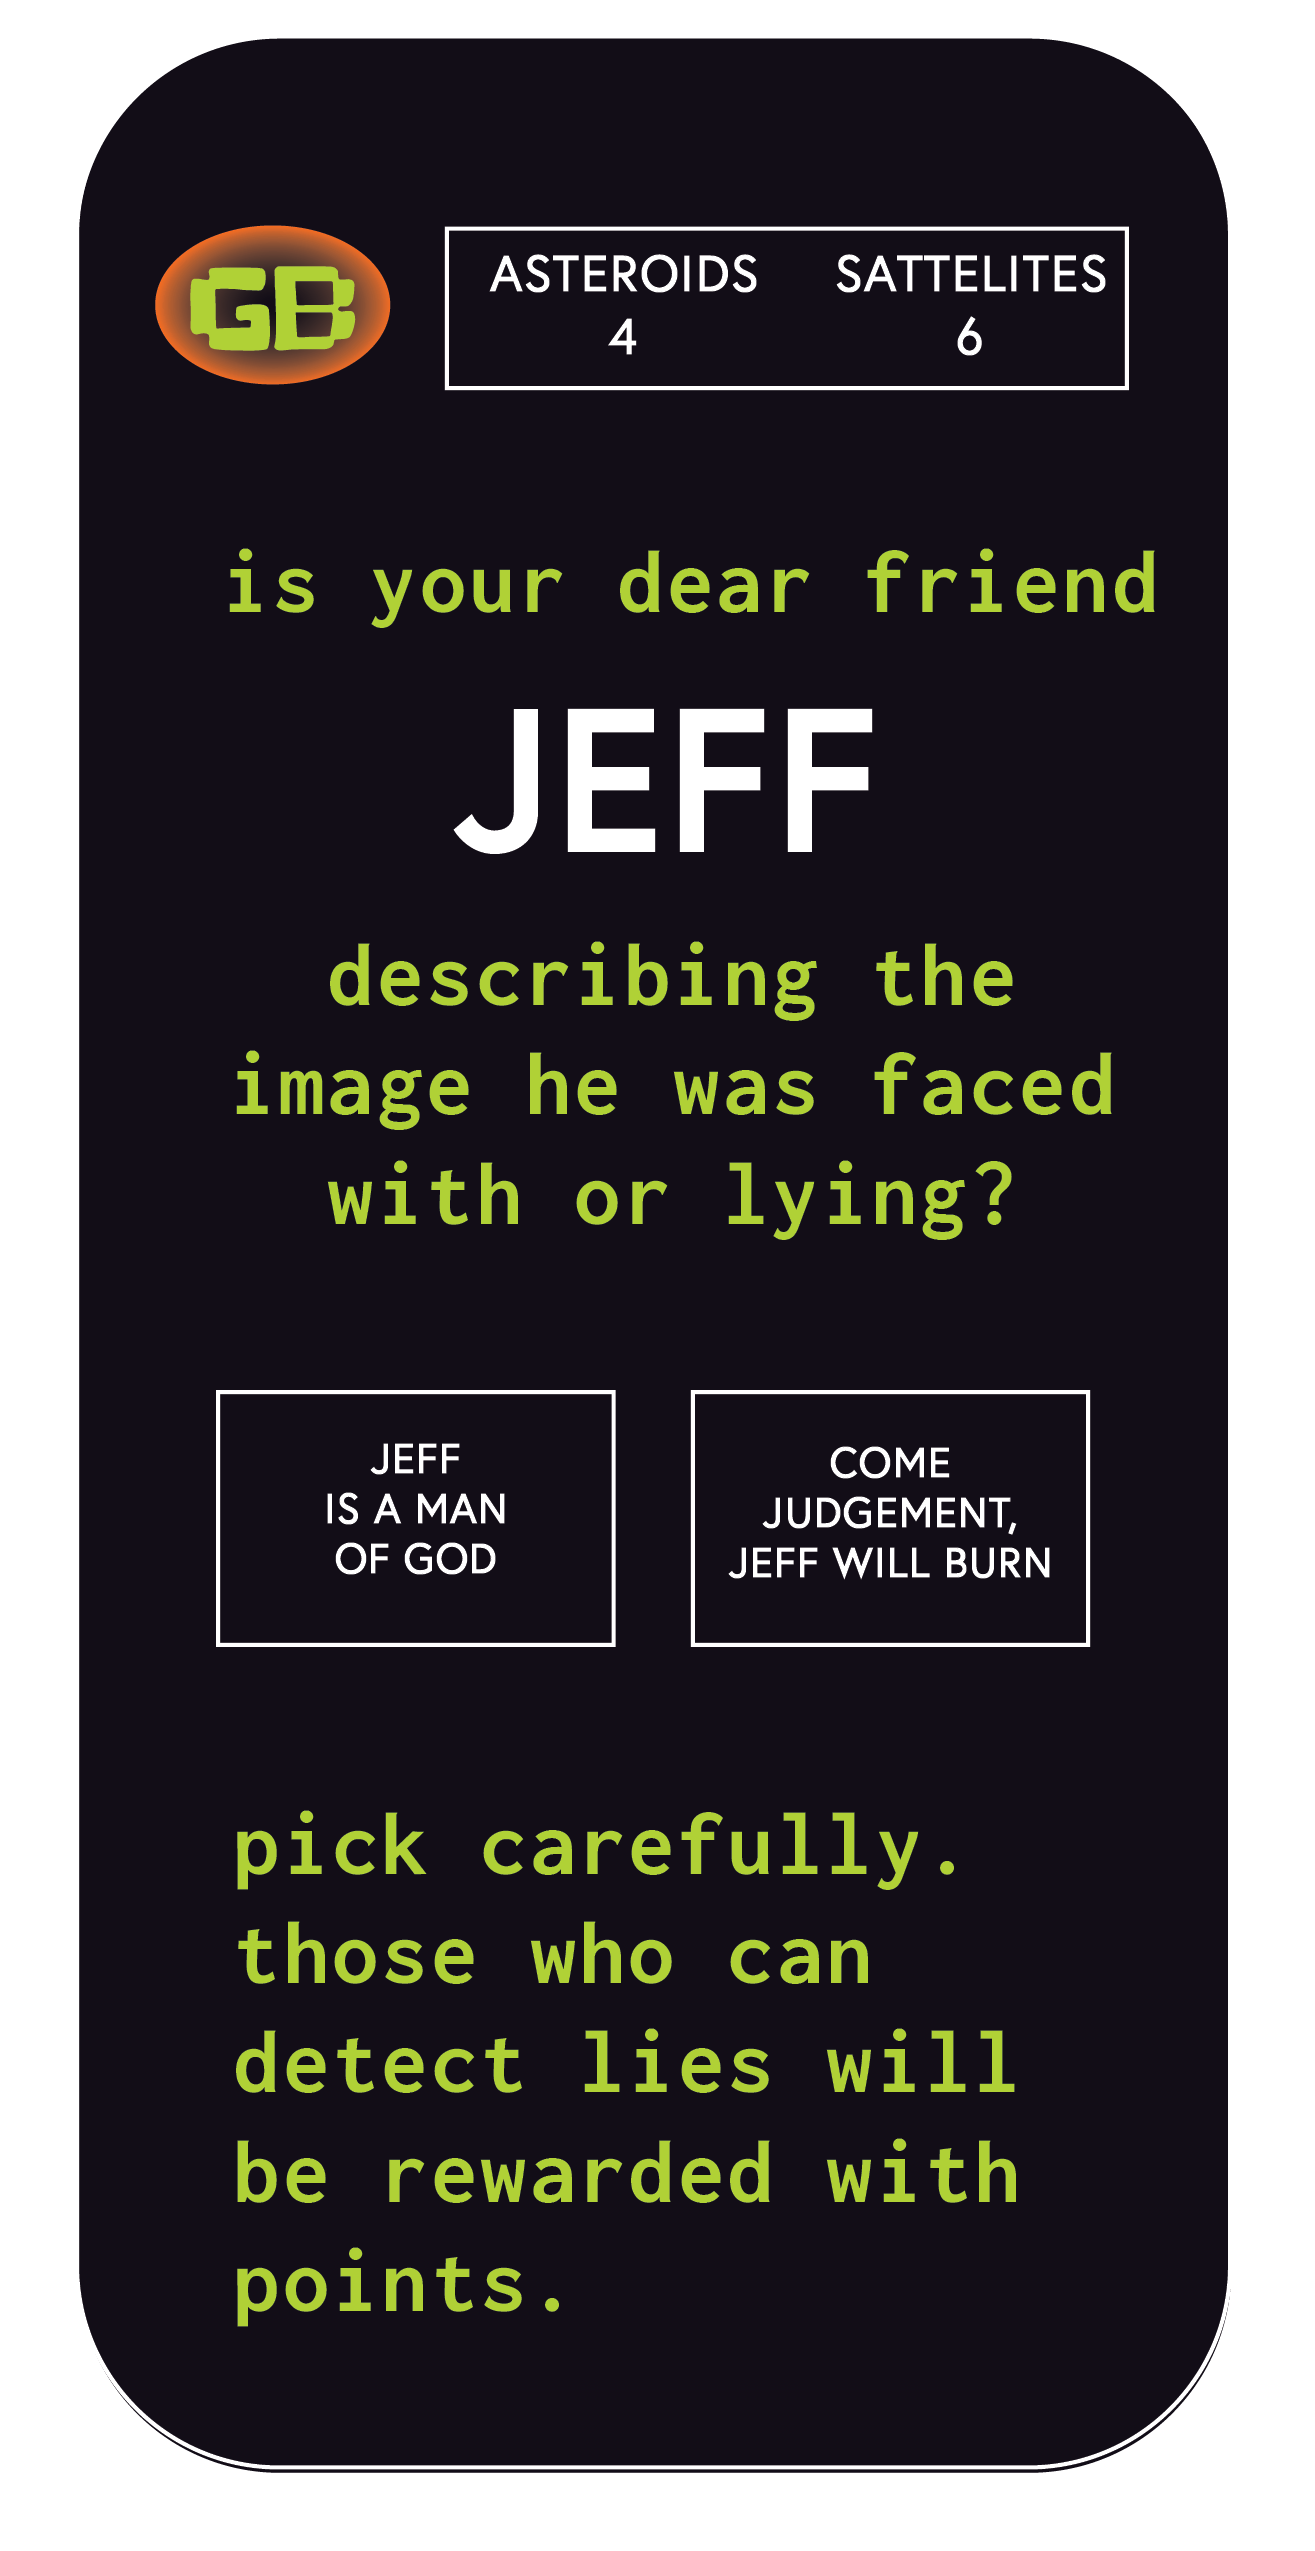 GB
ASTEROIDS SATTELITES
4 6
is your dear friend
JEFF
describing the
image he was faced
with or lying?
JEFF
IS A MAN
OF GOD
COME
JUDGEMENT,
JEFF WILL BURN
pick carefully.
those who can
detect lies will
be rewarded with
points.